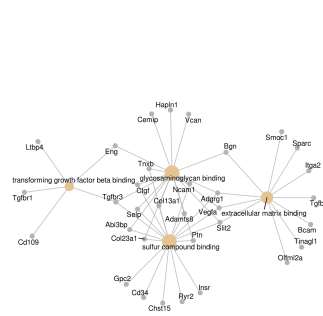 Hapln1
Cemip
Vcan
Smoc1
Ltbp4
Eng
Bgn
Sparc
Tnxb
Itga2
transforming growth factor beta binding
glycosaminoglycan binding
Tgfbr1
Ctgf
Ncam1
Tgfbr3
Col13a1
Adgrg1
Tgfb
Selp
Vegfa
extracellular matrix binding
Adamts8
Abi3bp
Slit2
Bcam
Col23a1
Ptn
Cd109
sulfur compound binding
Tinagl1
Olfml2a
Gpc2
Insr
Cd34
Ryr2
Chst15